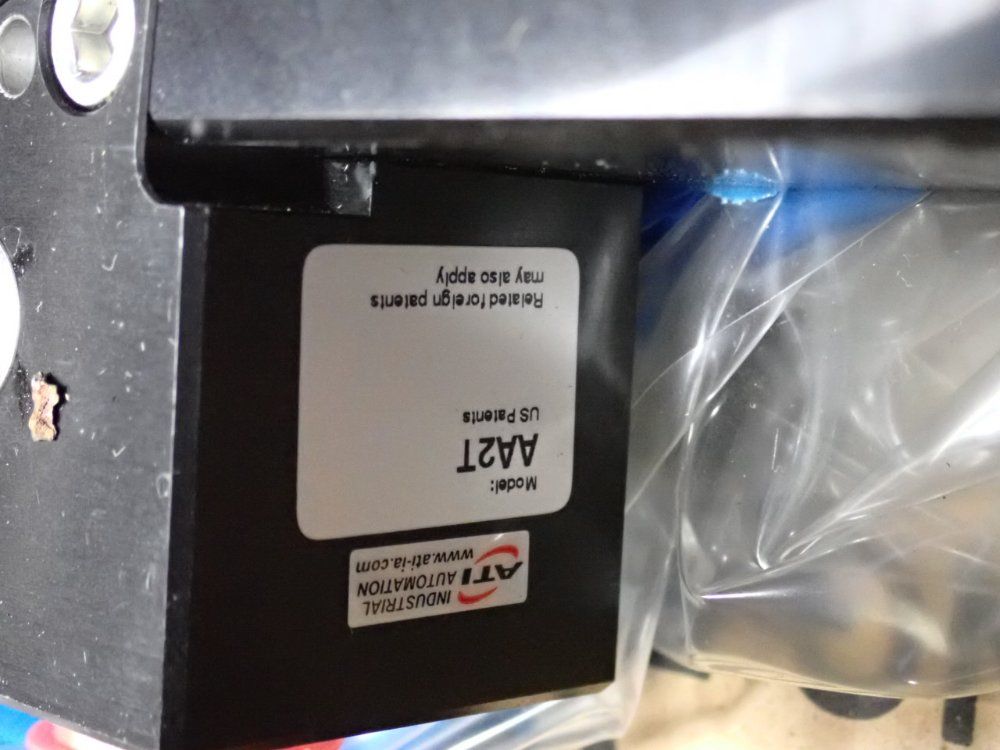 ATI INDUSTRIAL
AUTOMATION
www.ati-ia.com
Model:
AA2T
US Patents
Related foreign patents
may also apply